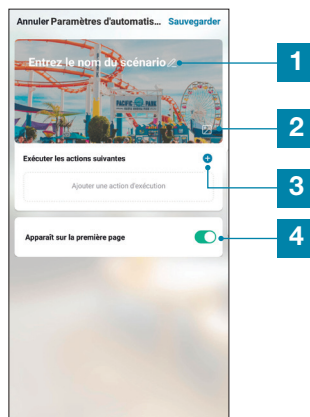 Annuler Paramètres d'automatis... Sauvegarder
Entrez le nom du scénario
1
PACIFIC PARK
2
Exécuter les actions suivantes
3
Ajouter une action d'exécution
Apparaît sur la première page
4